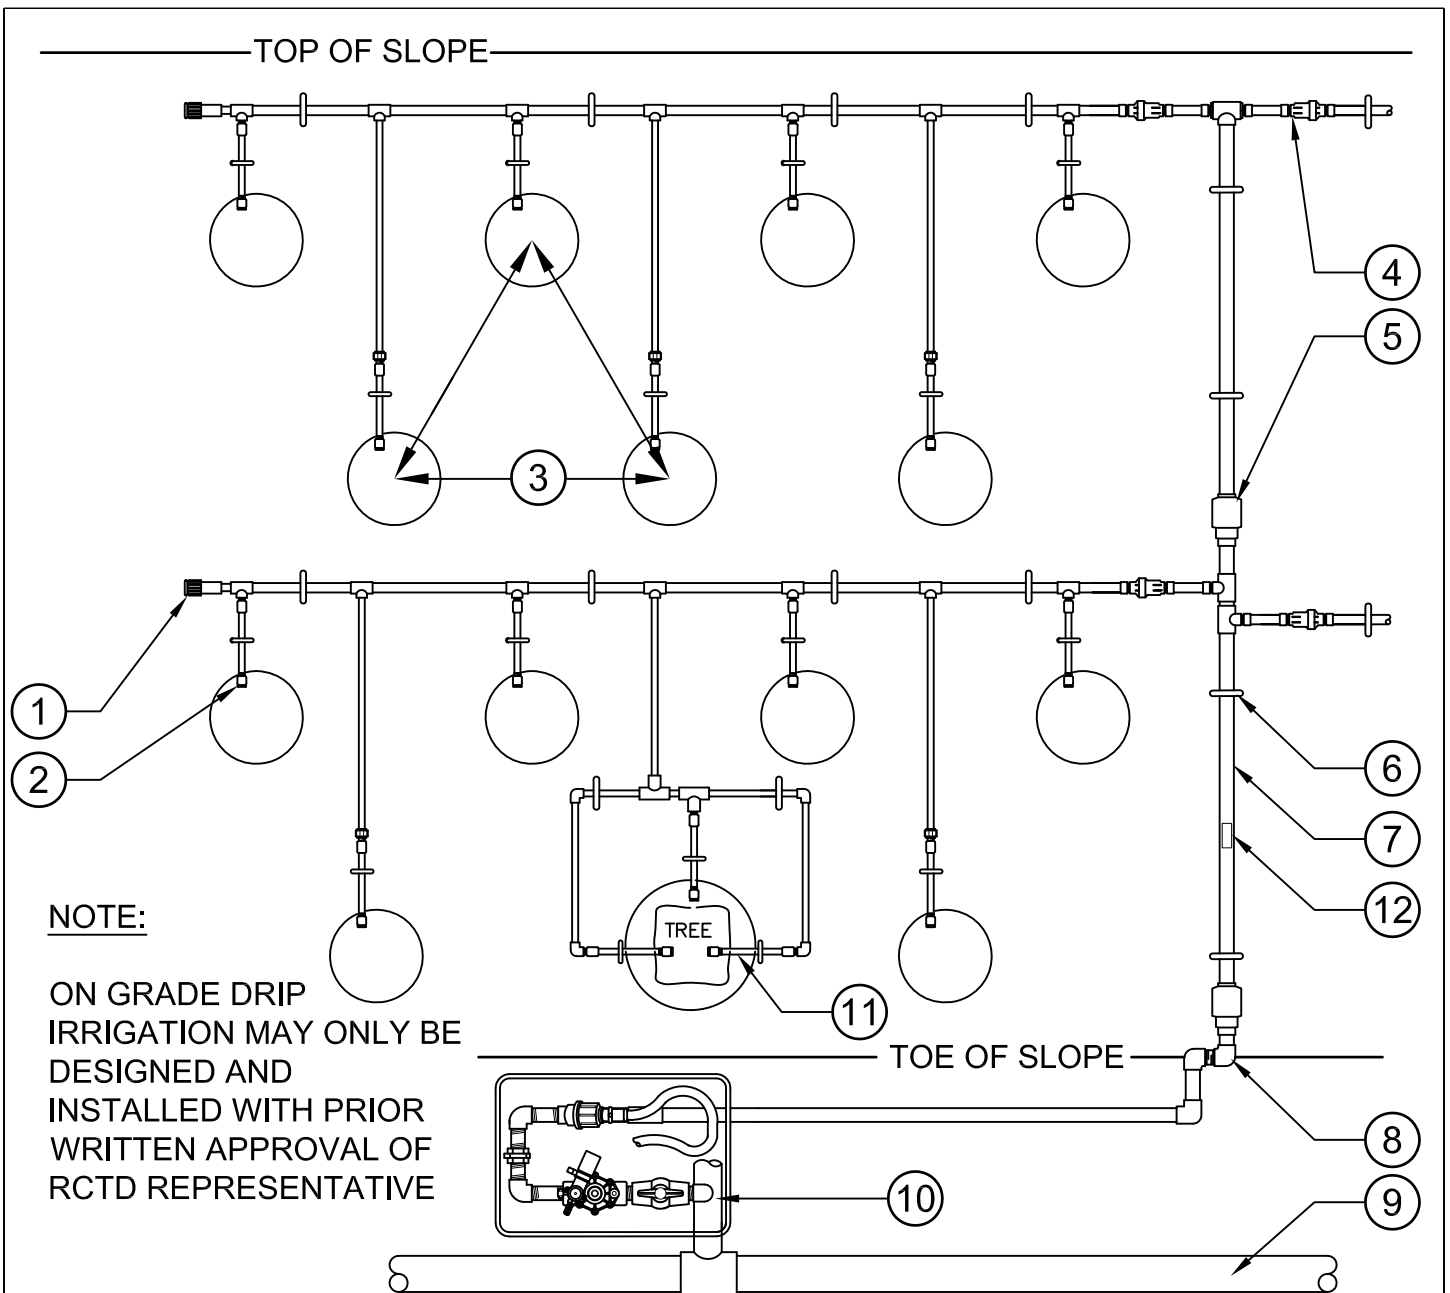 TOP OF SLOPE
4
5
3
1
2
6
7
12
TREE
11
NOTE:
ON GRADE DRIP
IRRIGATION MAY ONLY BE
DESIGNED AND
INSTALLED WITH PRIOR
WRITTEN APPROVAL OF
RCTD REPRESENTATIVE
TOE OF SLOPE
8
10
9